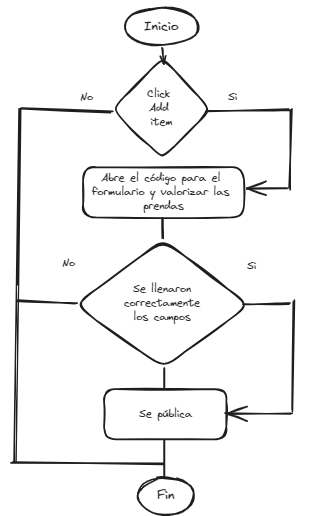 Inicio
No
Si
Click
Add
item
Abre el código para el
formulario y valorizar las
prendas
No
Si
Se llenaron
correctamente
los campos
Se pública
Fin